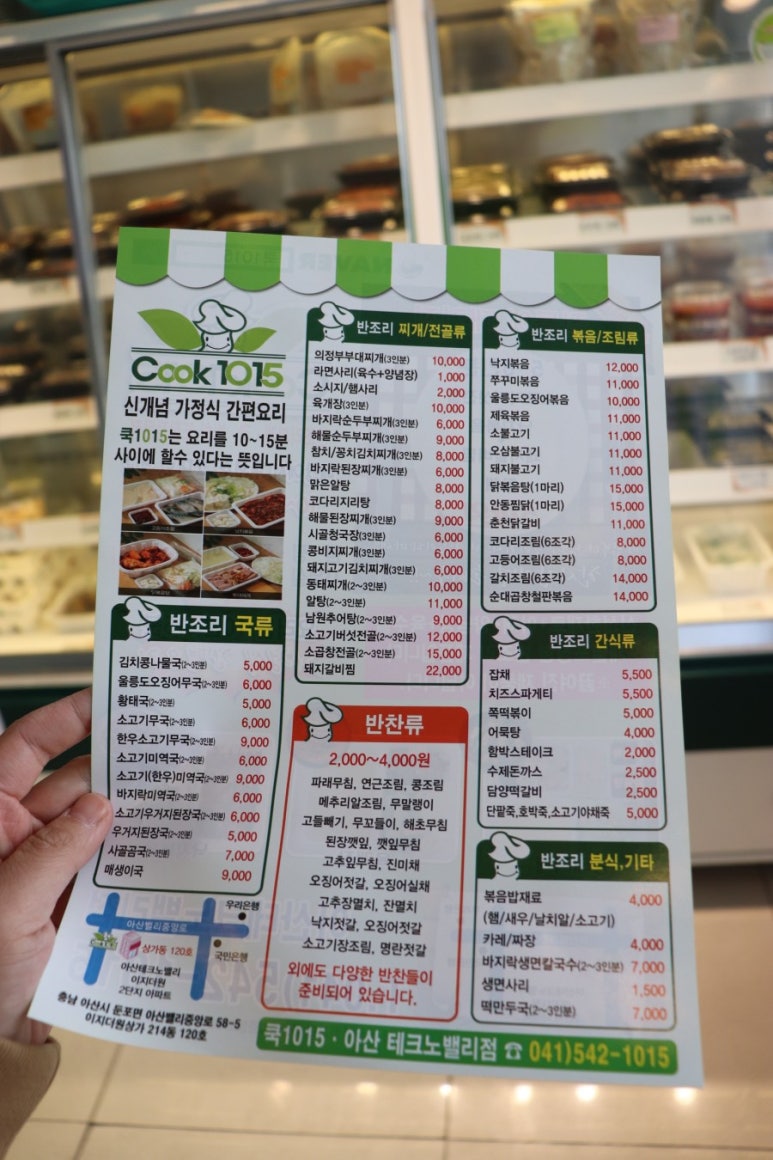 Cook 1015
신개념 가정식 간편요리
쿡1015는 요리를 10~15분
사이에 할수 있다는 뜻입니다
반조리 국류
김치콩나물국(2~3인분) 5,000
울릉도오징어무국(2~3인분) 6,000
황태국(2~3인분) 5,000
소고기무국(2~3인분) 6,000
한우소고기무국(2~3인분) 9,000
소고기미역국(2~3인분) 6,000
소고기(한우)미역국(2~3인분) 9,000
바지락미역국(2~3인분) 6,000
소고기우거지된장국(2~3인분) 6,000
우거지된장국(2~3인분) 5,000
사골곰국(2~3인분) 7,000
매생이국 9,000
우리은행
아산밸리중앙로
상가동 120호
국민은행
아산테크노밸리
이지더원
2단지 아파트
충남 아산시 둔포면 아산밸리중앙로 58-5
이지더원상가 214동 120호
반조리 찌개/전골류
의정부부대찌개(3인분) 10,000
라면사리(육수+양념장) 1,000
소시지/햄사리 2,000
육개장(3인분) 10,000
바지락순두부찌개(3인분) 6,000
해물순두부찌개(3인분) 9,000
참치/꽁치김치찌개(3인분) 8,000
바지락된장찌개(3인분) 6,000
맑은알탕 8,000
코다리지리탕 8,000
해물된장찌개(3인분) 9,000
시골청국장(3인분) 6,000
콩비지찌개(3인분) 6,000
돼지고기김치찌개(3인분) 6,000
동태찌개(2~3인분) 10,000
알탕(2~3인분) 11,000
남원추어탕(2~3인분) 9,000
소고기버섯전골(2~3인분) 12,000
소곱창전골(2~3인분) 15,000
돼지갈비찜 22,000
반찬류
2,000~4,000원
파래무침, 연근조림, 콩조림
메추리알조림, 무말랭이
고들빼기, 무꼬들이, 해초무침
된장깻잎, 깻잎무침
고추잎무침, 진미채
오징어젓갈, 오징어실채
고추장멸치, 잔멸치
낙지젓갈, 오징어젓갈
소고기장조림, 명란젓갈
외에도 다양한 반찬들이
준비되어 있습니다.
반조리 볶음/조림류
낙지볶음 12,000
쭈꾸미볶음 11,000
울릉도오징어볶음 10,000
제육볶음 11,000
소불고기 11,000
오삼불고기 11,000
돼지불고기 11,000
닭볶음탕(1마리) 15,000
안동찜닭(1마리) 15,000
춘천닭갈비 11,000
코다리조림(6조각) 8,000
고등어조림(6조각) 8,000
갈치조림(6조각) 14,000
순대곱창철판볶음 14,000
반조리 간식류
잡채 5,500
치즈스파게티 5,500
쪽떡볶이 5,000
어묵탕 4,000
함박스테이크 2,000
수제돈까스 2,500
담양떡갈비 2,500
단팥죽,호박죽,소고기야채죽 5,000
반조리 분식,기타
볶음밥재료 4,000
(햄/새우/날치알/소고기)
카레/짜장 4,000
바지락생면칼국수(2~3인분) 7,000
생면사리 1,500
떡만두국(2~3인분) 7,000
쿡1015 · 아산 테크노밸리점 ☎ 041)542-1015